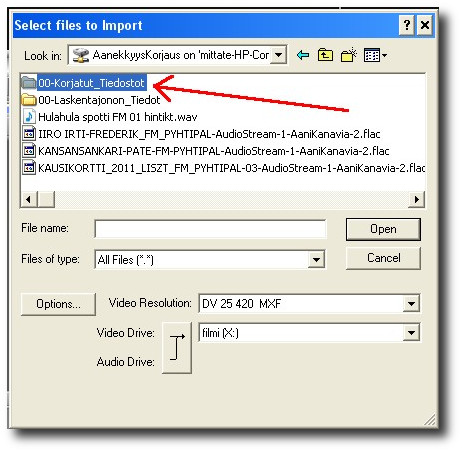 Select files to Import
Look in: AanekkyysKorjaus on 'mittate-HP-Cor
00-Korjatut_Tiedostot
00-Laskentajonon_Tiedot
Hulahula spotti FM 01 hintikt.wav
IIRO IRTI-FREDERIK_FM_PYHTIPAL-AudioStream-1-AaniKanavia-2.flac
KANSANSANKARI-PATE-FM-PYHTIPAL-AudioStream-1-AaniKanavia-2.flac
KAUSIKORTTI_2011_LISZT_FM_PYHTIPAL-03-AudioStream-1-AaniKanavia-2.flac
File name: Open
Files of type: All Files (*.*) Cancel
Options... Video Resolution: DV 25 420 MXF
Video Drive: filmi (X:)
Audio Drive: